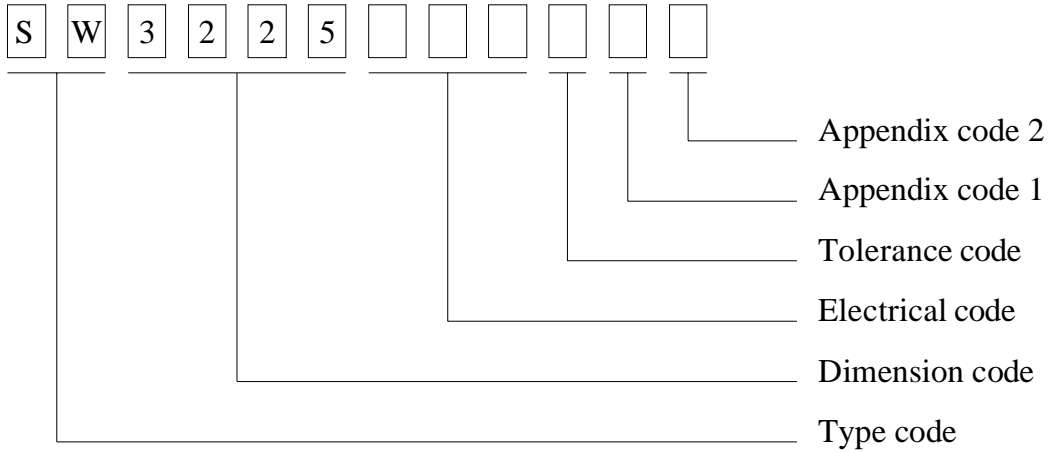 S W 3 2 2 5
Appendix code 2
Appendix code 1
Tolerance code
Electrical code
Dimension code
Type code